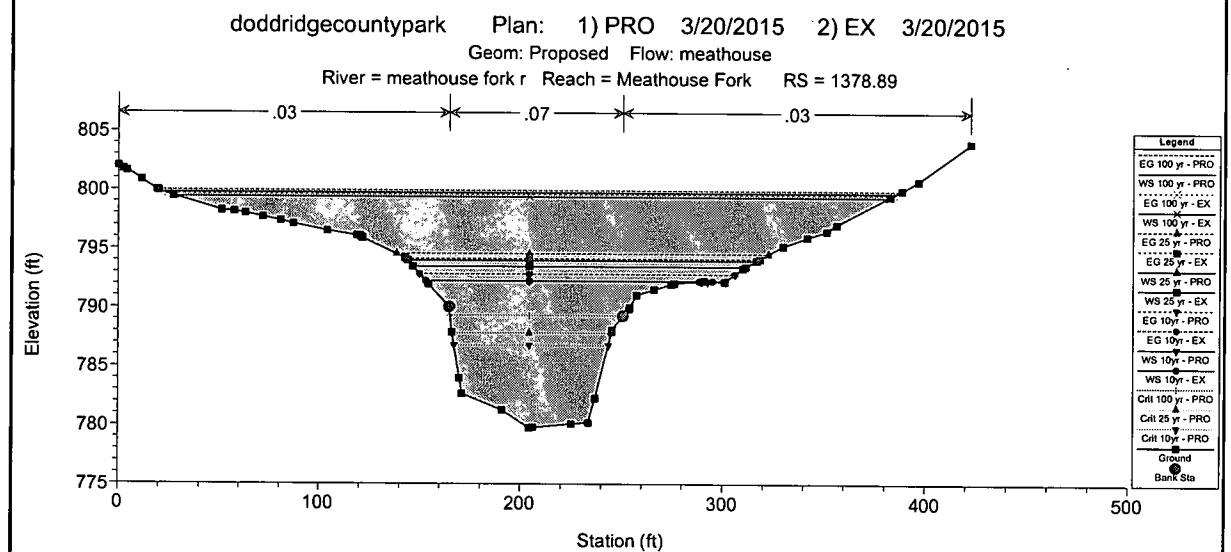 doddridgecountypark Plan: 1) PRO 3/20/2015 2) EX 3/20/2015
Geom: Proposed Flow: meathouse
River = meathouse fork r Reach = Meathouse Fork RS = 1378.89
.03 .07 .03
805
800
795
790
785
780
775
Elevation (ft)
0 100 200 300 400 500
Station (ft)
Legend
EG 100 yr - PRO
WS 100 yr - PRO
EG 100 yr - EX
WS 100 yr - EX
EG 25 yr - PRO
EG 25 yr - EX
WS 25 yr - PRO
WS 25 yr - EX
EG 10yr - PRO
EG 10yr - EX
WS 10yr - PRO
WS 10yr - EX
Crit 100 yr - PRO
Crit 25 yr - PRO
Crit 10yr - PRO
Ground
Bank Sta